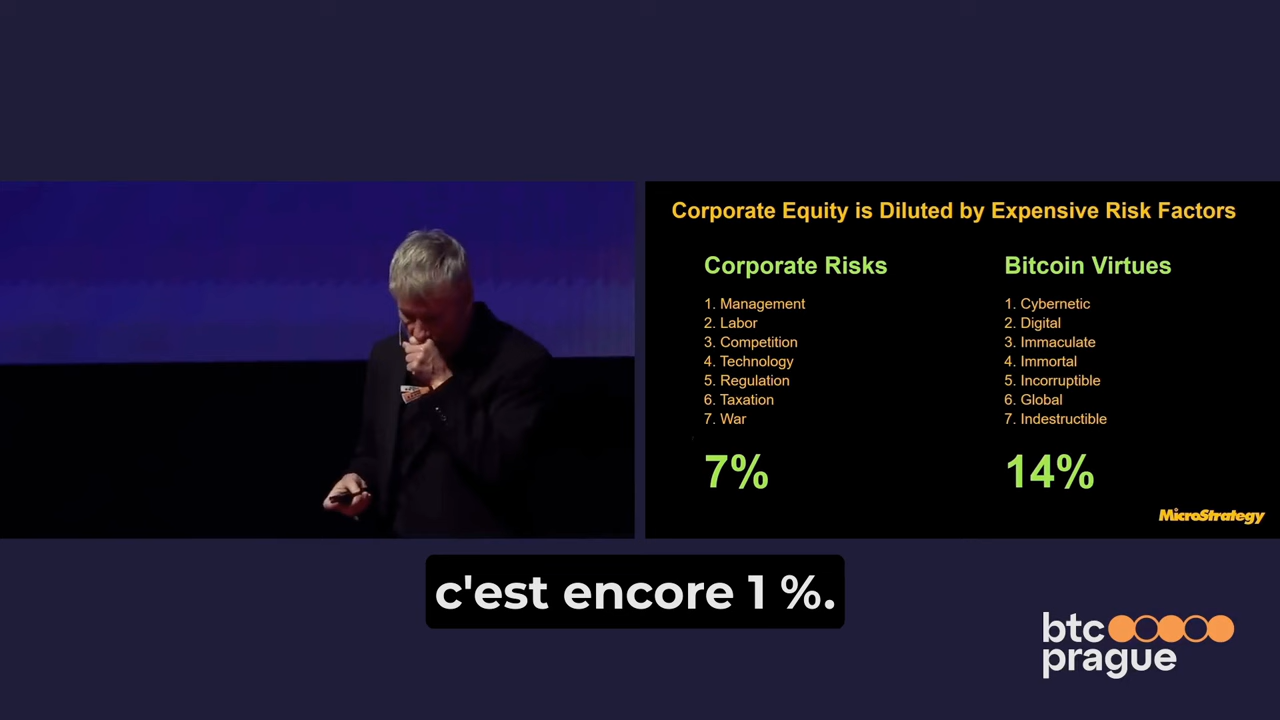 Corporate Equity is Diluted by Expensive Risk Factors
Corporate Risks
1. Management
2. Labor
3. Competition
4. Technology
5. Regulation
6. Taxation
7. War
7%
Bitcoin Virtues
1. Cybernetic
2. Digital
3. Immaculate
4. Immortal
5. Incorruptible
6. Global
7. Indestructible
14%
MicroStrategy
c'est encore 1 %.
btc
prague